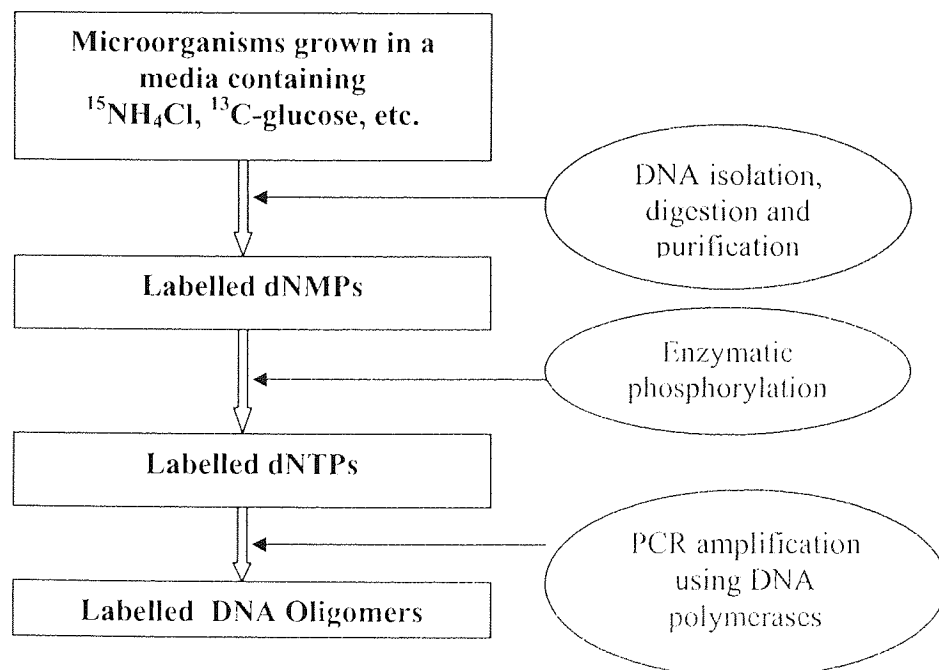 Microorganisms grown in a
media containing
¹⁵NH₄Cl, ¹³C-glucose, etc.
DNA isolation,
digestion and
purification
Labelled dNMPs
Enzymatic
phosphorylation
Labelled dNTPs
PCR amplification
using DNA
polymerases
Labelled DNA Oligomers